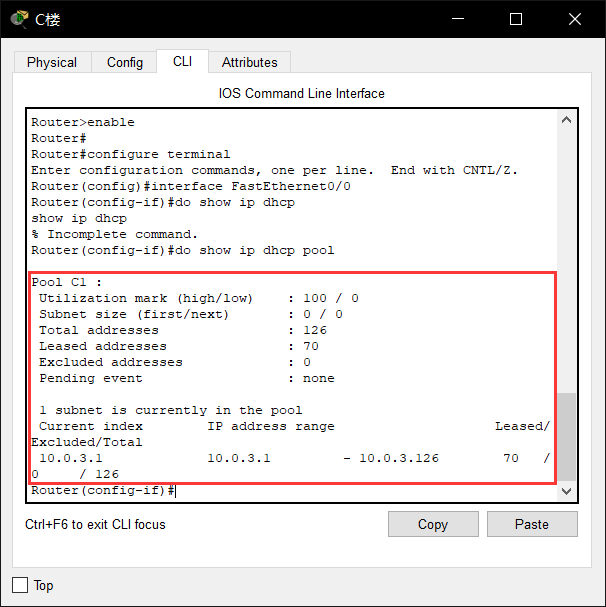 C楼
Physical Config CLI Attributes
IOS Command Line Interface
Router>enable
Router#
Router#configure terminal
Enter configuration commands, one per line.  End with CNTL/Z.
Router(config)#interface FastEthernet0/0
Router(config-if)#do show ip dhcp
show ip dhcp
% Incomplete command.
Router(config-if)#do show ip dhcp pool
Pool C1 :
 Utilization mark (high/low)    : 100 / 0
 Subnet size (first/next)       : 0 / 0
 Total addresses                : 126
 Leased addresses               : 70
 Excluded addresses             : 0
 Pending event                  : none
 1 subnet is currently in the pool
 Current index        IP address range                    Leased/
Excluded/Total
 10.0.3.1             10.0.3.1         - 10.0.3.126        70   /
0     / 126
Router(config-if)#
Ctrl+F6 to exit CLI focus
Copy
Paste
Top